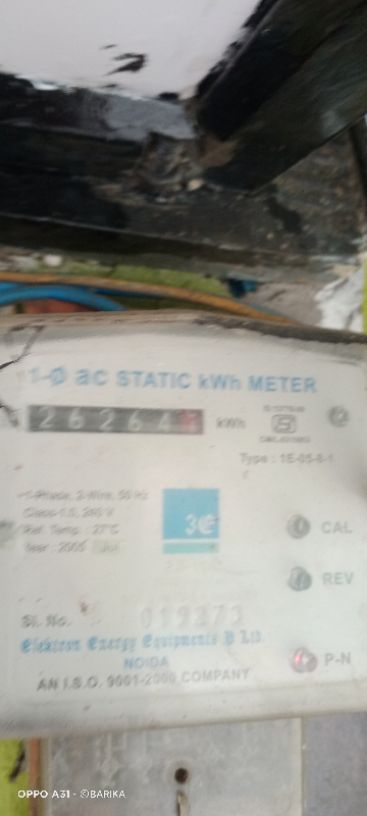 1-Ø ac STATIC kWh METER
26264 kWh
Type : 1E-05-8-1
1-Phase, 2-Wire, 50 Hz
Class-1.0, 240 V
Ref. Temp. : 27°C
Year : 2005
CAL
REV
Sl. No.
Elektron Energy Equipments P Ltd.
NOIDA
P-N
AN I.S.O. 9001-2000 COMPANY
OPPO A31 · ©BARIKA